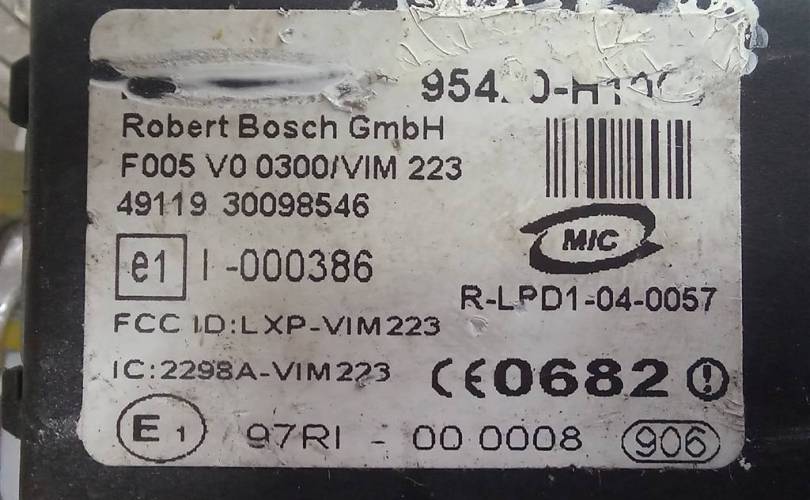 Robert Bosch GmbH
F005 V0 0300/VIM 223
49119 30098546
MIC
e1 I-000386
R-LPD1-04-0057
FCC ID:LXP-VIM223
IC:2298A-VIM223
CE0682
E1 97RI - 00 0008 906